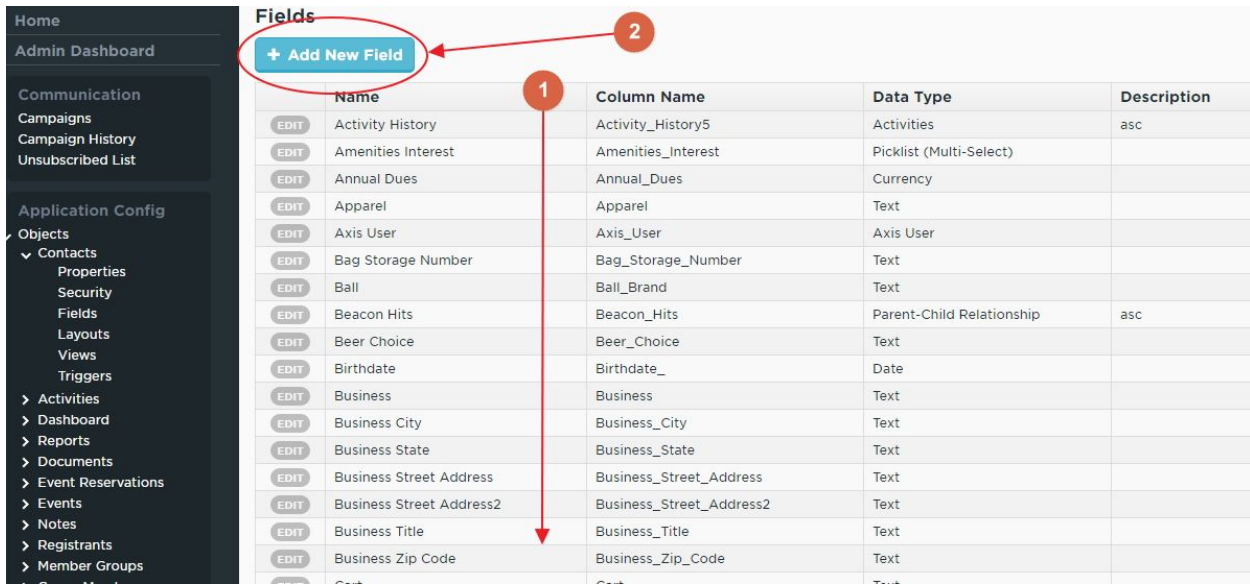 Home
Admin Dashboard
Communication
Campaigns
Campaign History
Unsubscribed List
Application Config
Objects
Contacts
Properties
Security
Fields
Layouts
Views
Triggers
Activities
Dashboard
Reports
Documents
Event Reservations
Events
Notes
Registrants
Member Groups
Fields
2
+ Add New Field
1
Name Column Name Data Type Description
EDIT Activity History Activity_History5 Activities asc
EDIT Amenities Interest Amenities_Interest Picklist (Multi-Select)
EDIT Annual Dues Annual_Dues Currency
EDIT Apparel Apparel Text
EDIT Axis User Axis_User Axis User
EDIT Bag Storage Number Bag_Storage_Number Text
EDIT Ball Ball_Brand Text
EDIT Beacon Hits Beacon_Hits Parent-Child Relationship asc
EDIT Beer Choice Beer_Choice Text
EDIT Birthdate Birthdate_ Date
EDIT Business Business Text
EDIT Business City Business_City Text
EDIT Business State Business_State Text
EDIT Business Street Address Business_Street_Address Text
EDIT Business Street Address2 Business_Street_Address2 Text
EDIT Business Title Business_Title Text
EDIT Business Zip Code Business_Zip_Code Text